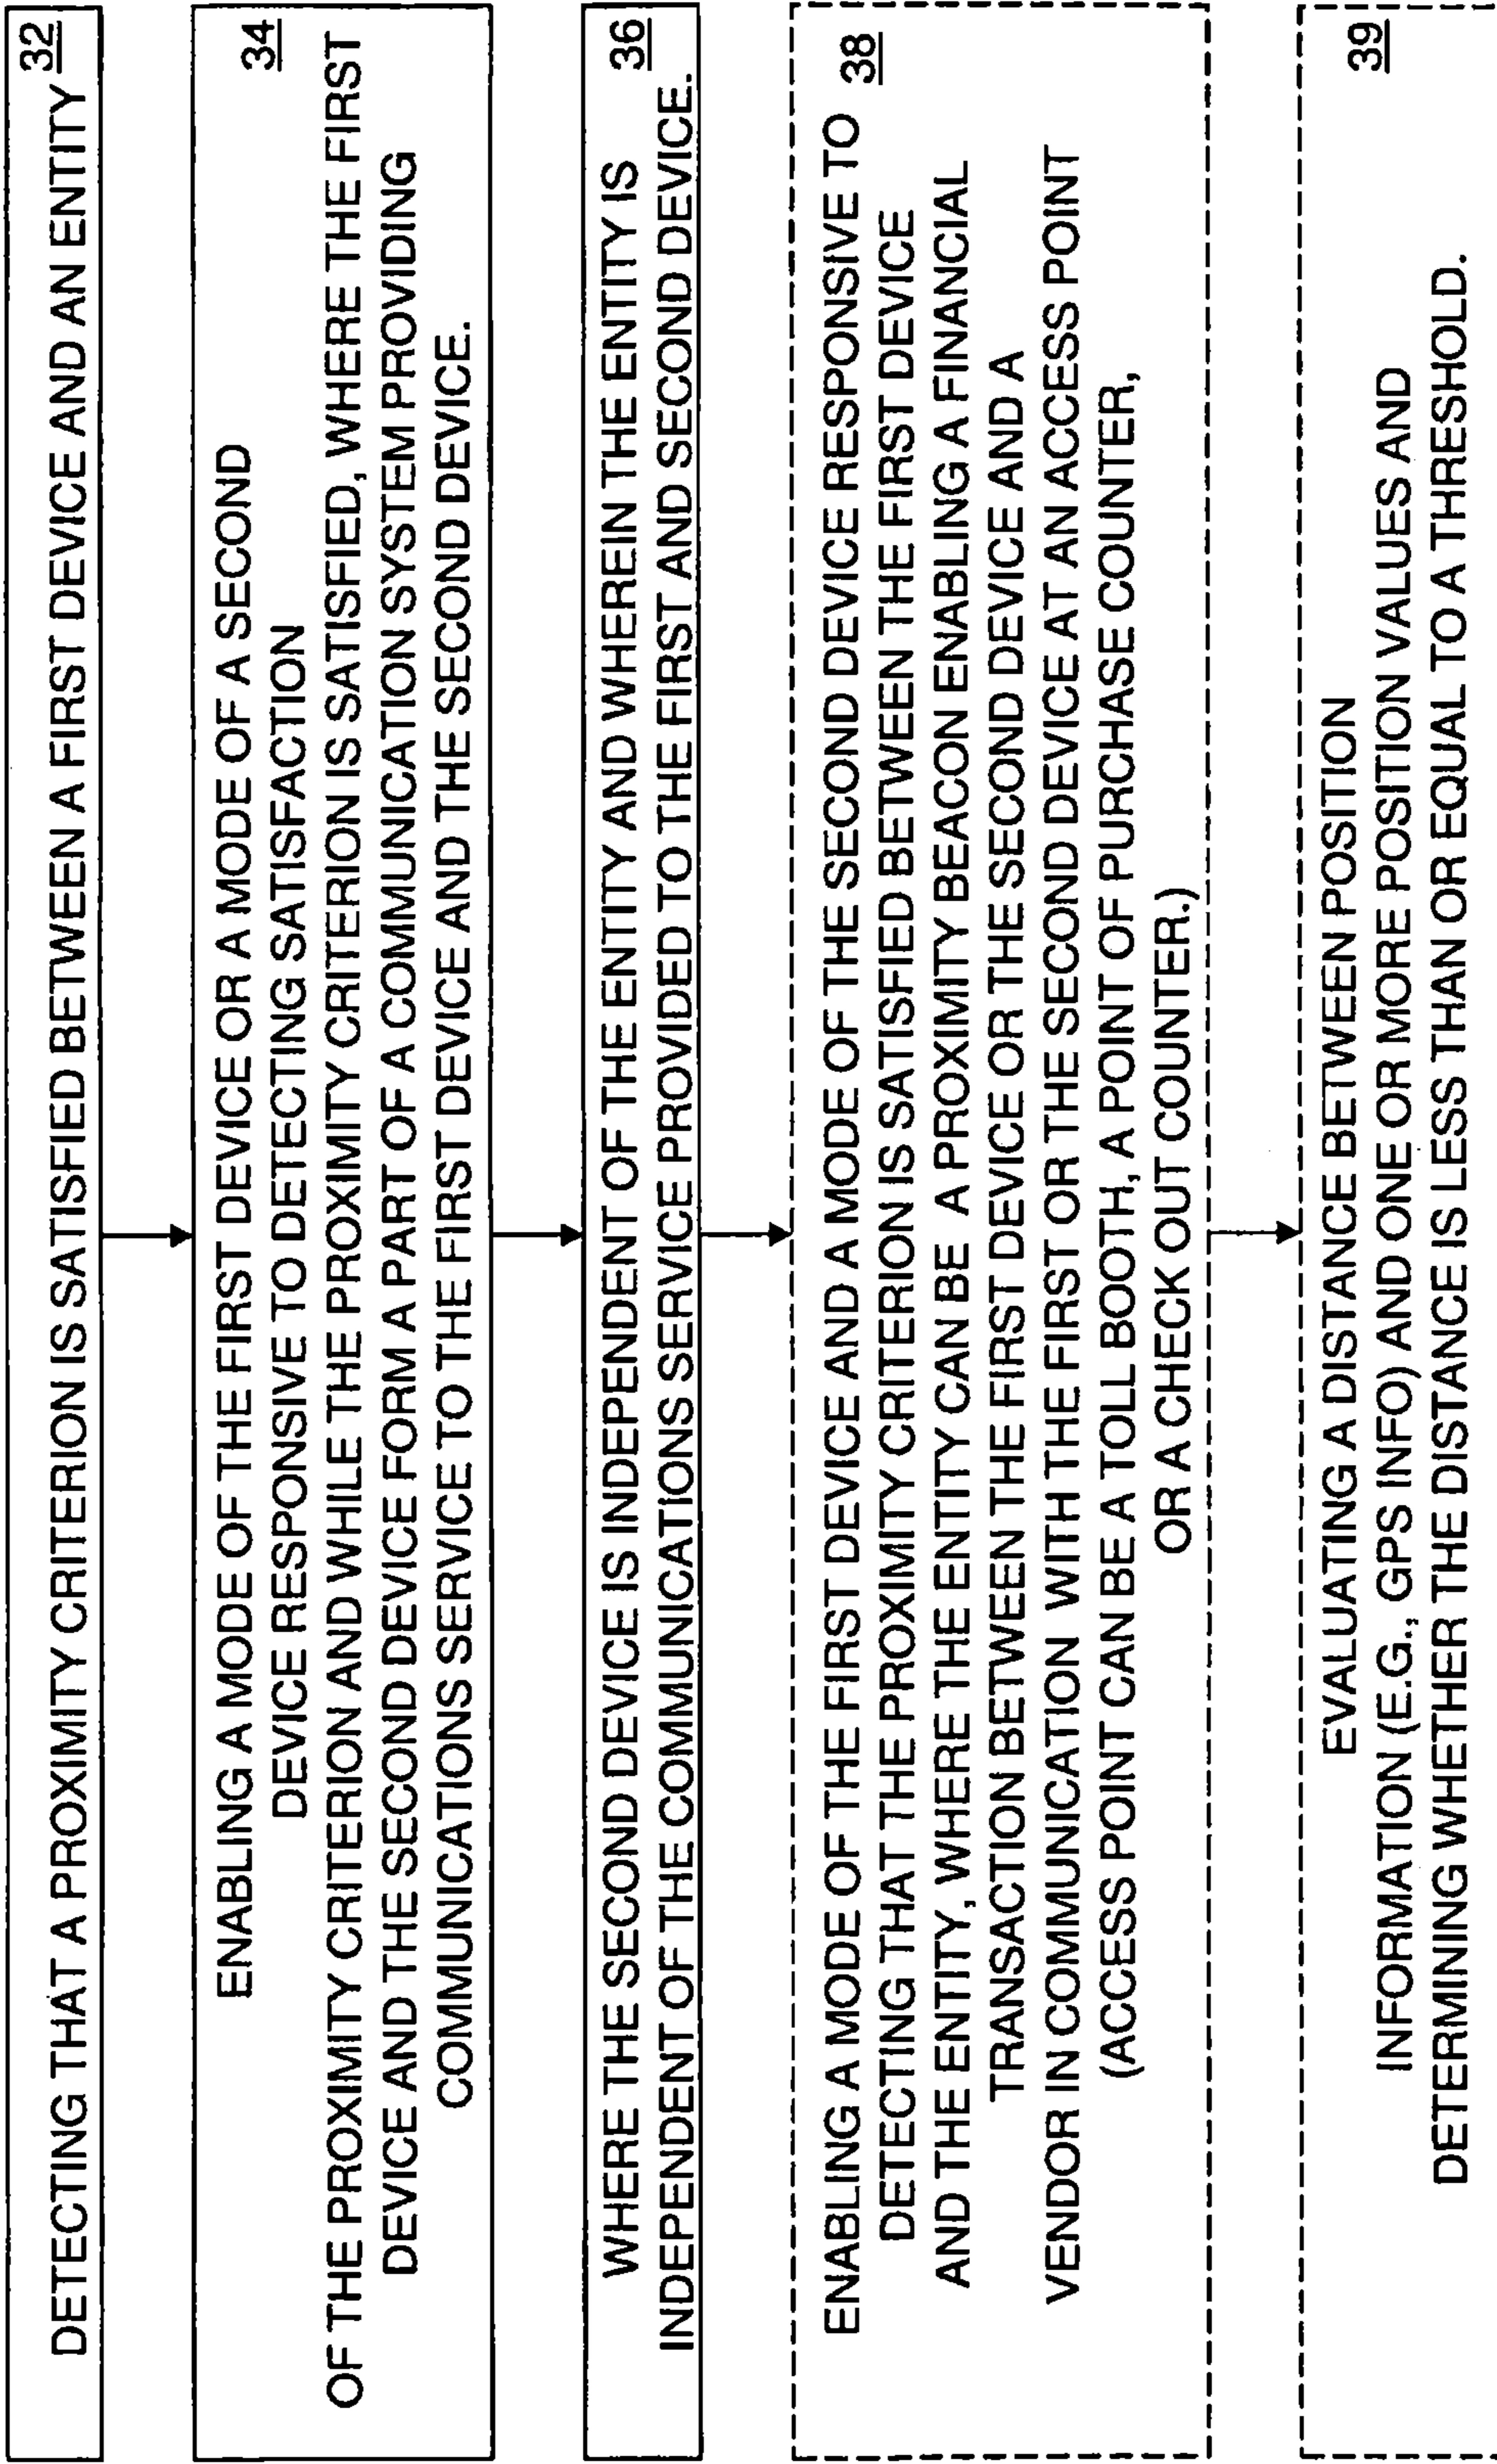 DETECTING THAT A PROXIMITY CRITERION IS SATISFIED BETWEEN A FIRST DEVICE AND AN ENTITY
32
ENABLING A MODE OF THE FIRST DEVICE OR A MODE OF A SECOND
34
DEVICE RESPONSIVE TO DETECTING SATISFACTION
OF THE PROXIMITY CRITERION AND WHILE THE PROXIMITY CRITERION IS SATISFIED, WHERE THE FIRST
DEVICE AND THE SECOND DEVICE FORM A PART OF A COMMUNICATION SYSTEM PROVIDING
COMMUNICATIONS SERVICE TO THE FIRST DEVICE AND THE SECOND DEVICE.
WHERE THE SECOND DEVICE IS INDEPENDENT OF THE ENTITY AND WHEREIN THE ENTITY IS
36
INDEPENDENT OF THE COMMUNICATIONS SERVICE PROVIDED TO THE FIRST AND SECOND DEVICE.
ENABLING A MODE OF THE FIRST DEVICE AND A MODE OF THE SECOND DEVICE RESPONSIVE TO
38
DETECTING THAT THE PROXIMITY CRITERION IS SATISFIED BETWEEN THE FIRST DEVICE
AND THE ENTITY, WHERE THE ENTITY CAN BE A PROXIMITY BEACON ENABLING A FINANCIAL
TRANSACTION BETWEEN THE FIRST DEVICE OR THE SECOND DEVICE AND A
VENDOR IN COMMUNICATION WITH THE FIRST OR THE SECOND DEVICE AT AN ACCESS POINT
(ACCESS POINT CAN BE A TOLL BOOTH, A POINT OF PURCHASE COUNTER,
OR A CHECK OUT COUNTER.)
EVALUATING A DISTANCE BETWEEN POSITION
39
INFORMATION (E.G., GPS INFO) AND ONE OR MORE POSITION VALUES AND
DETERMINING WHETHER THE DISTANCE IS LESS THAN OR EQUAL TO A THRESHOLD.